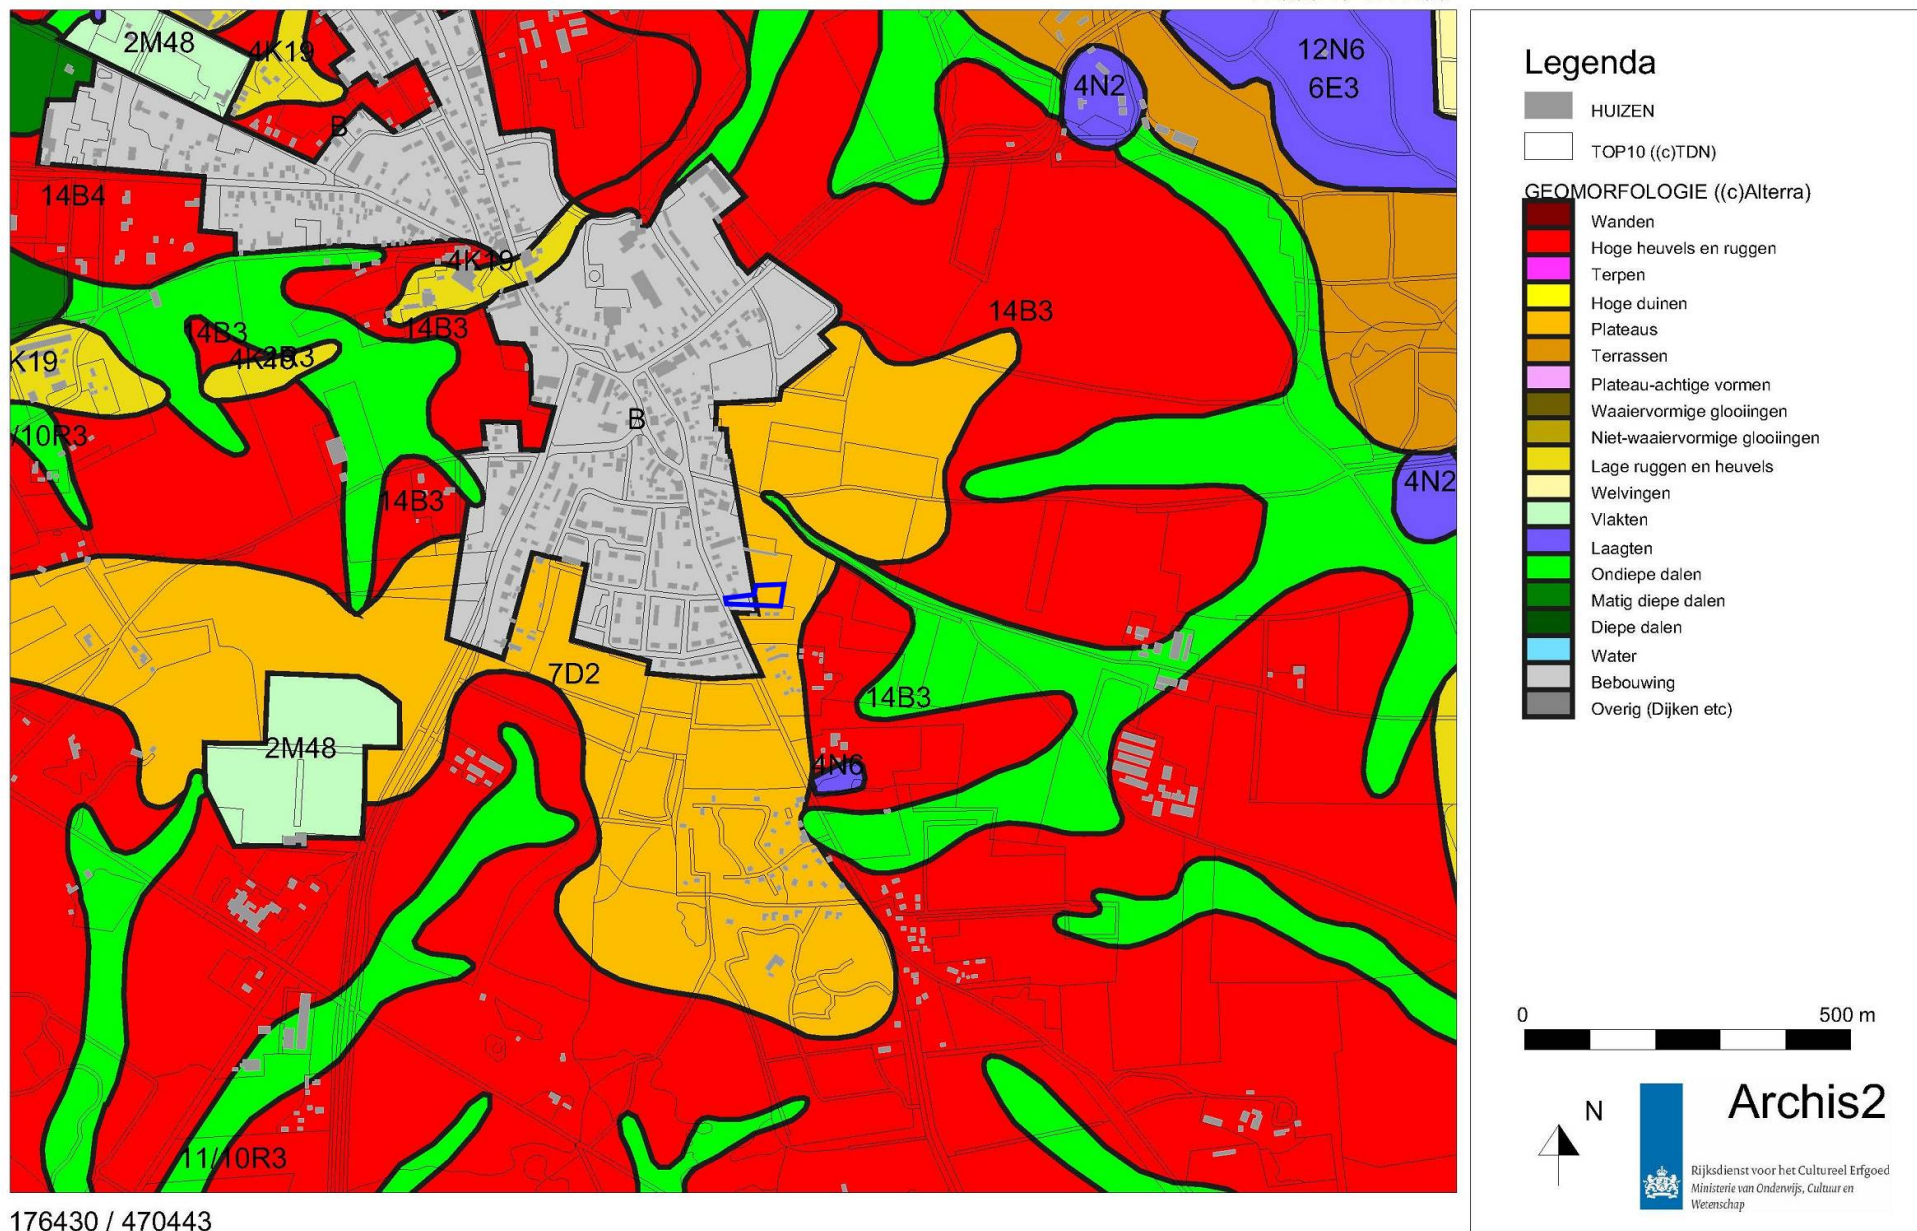 2M48
4K19
12N6
6E3
4N2
B
14B4
4K19
14B3
14B3
14B3
K19
4N2
B
/10R3
14B3
7D2
14B3
2M48
4N6
11/10R3
176430 / 470443
Legenda
HUIZEN
TOP10 ((c)TDN)
GEOMORFOLOGIE ((c)Alterra)
Wanden
Hoge heuvels en ruggen
Terpen
Hoge duinen
Plateaus
Terrassen
Plateau-achtige vormen
Waaiervormige glooiingen
Niet-waaiervormige glooiingen
Lage ruggen en heuvels
Welvingen
Vlakten
Laagten
Ondiepe dalen
Matig diepe dalen
Diepe dalen
Water
Bebouwing
Overig (Dijken etc)
0 500 m
N
Archis2
Rijksdienst voor het Cultureel Erfgoed
Ministerie van Onderwijs, Cultuur en
Wetenschap